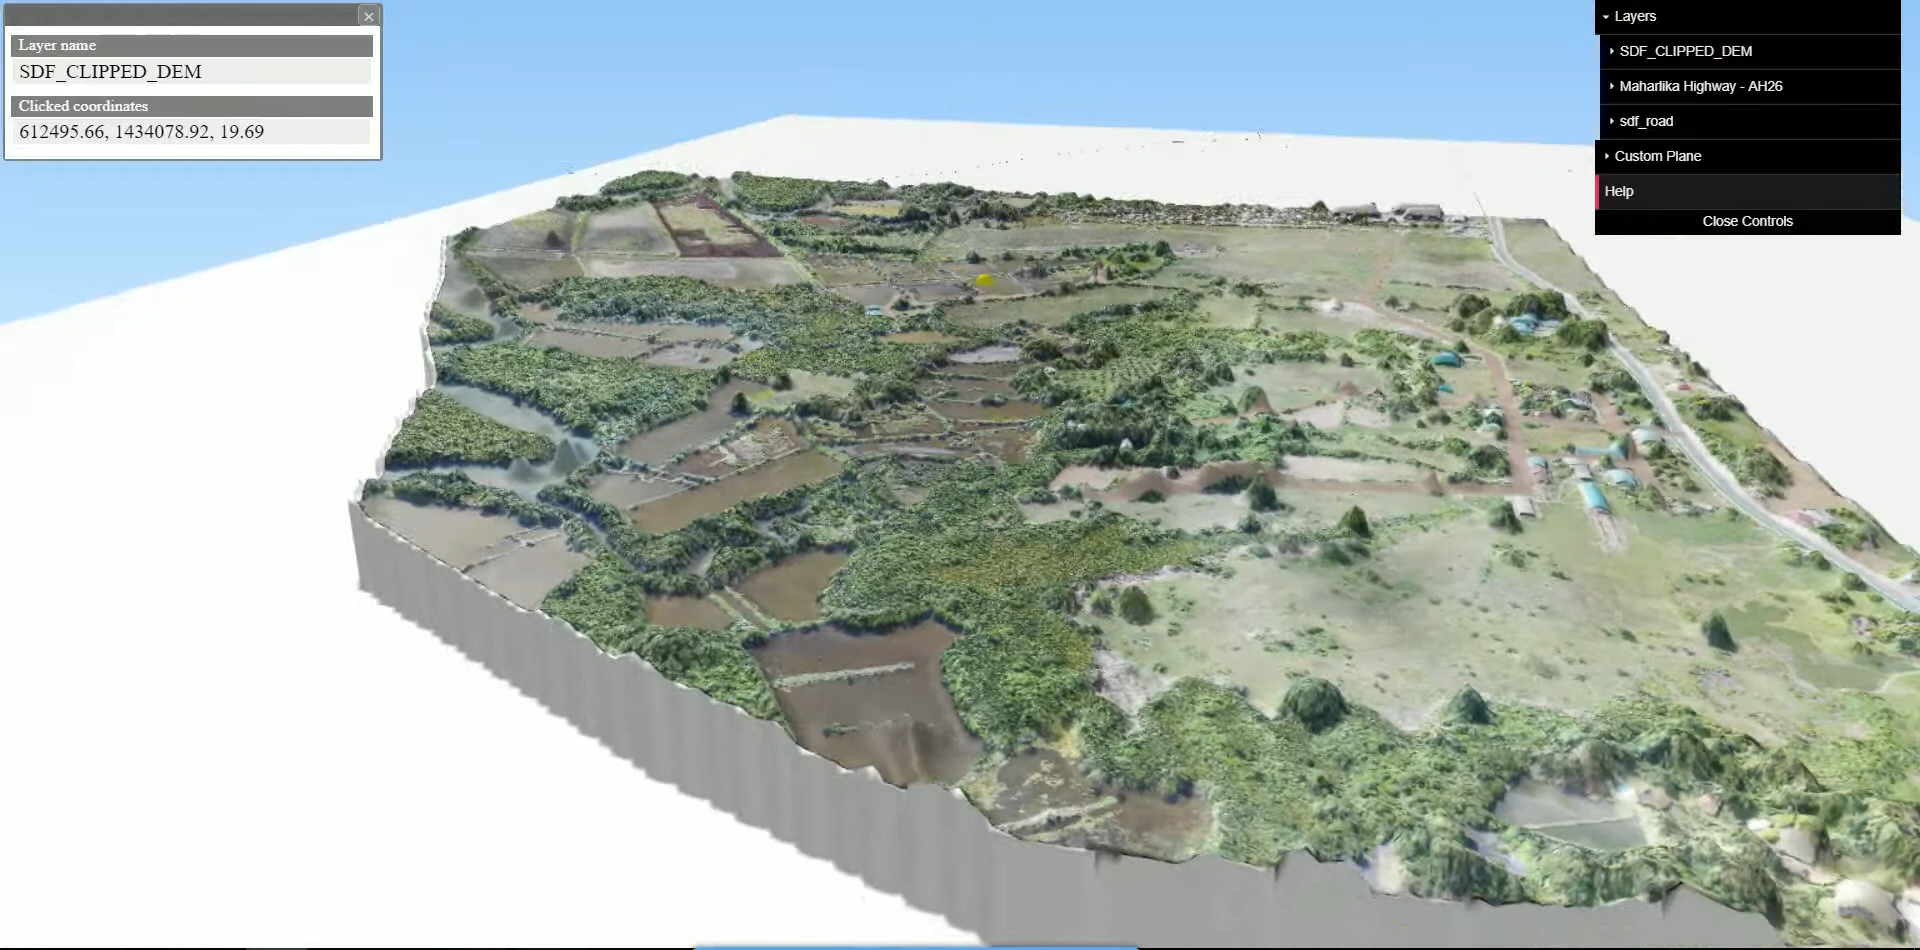 Layer name
SDF_CLIPPED_DEM
Clicked coordinates
612495.66, 1434078.92, 19.69
Layers
SDF_CLIPPED_DEM
Maharlika Highway - AH26
sdf_road
Custom Plane
Help
Close Controls